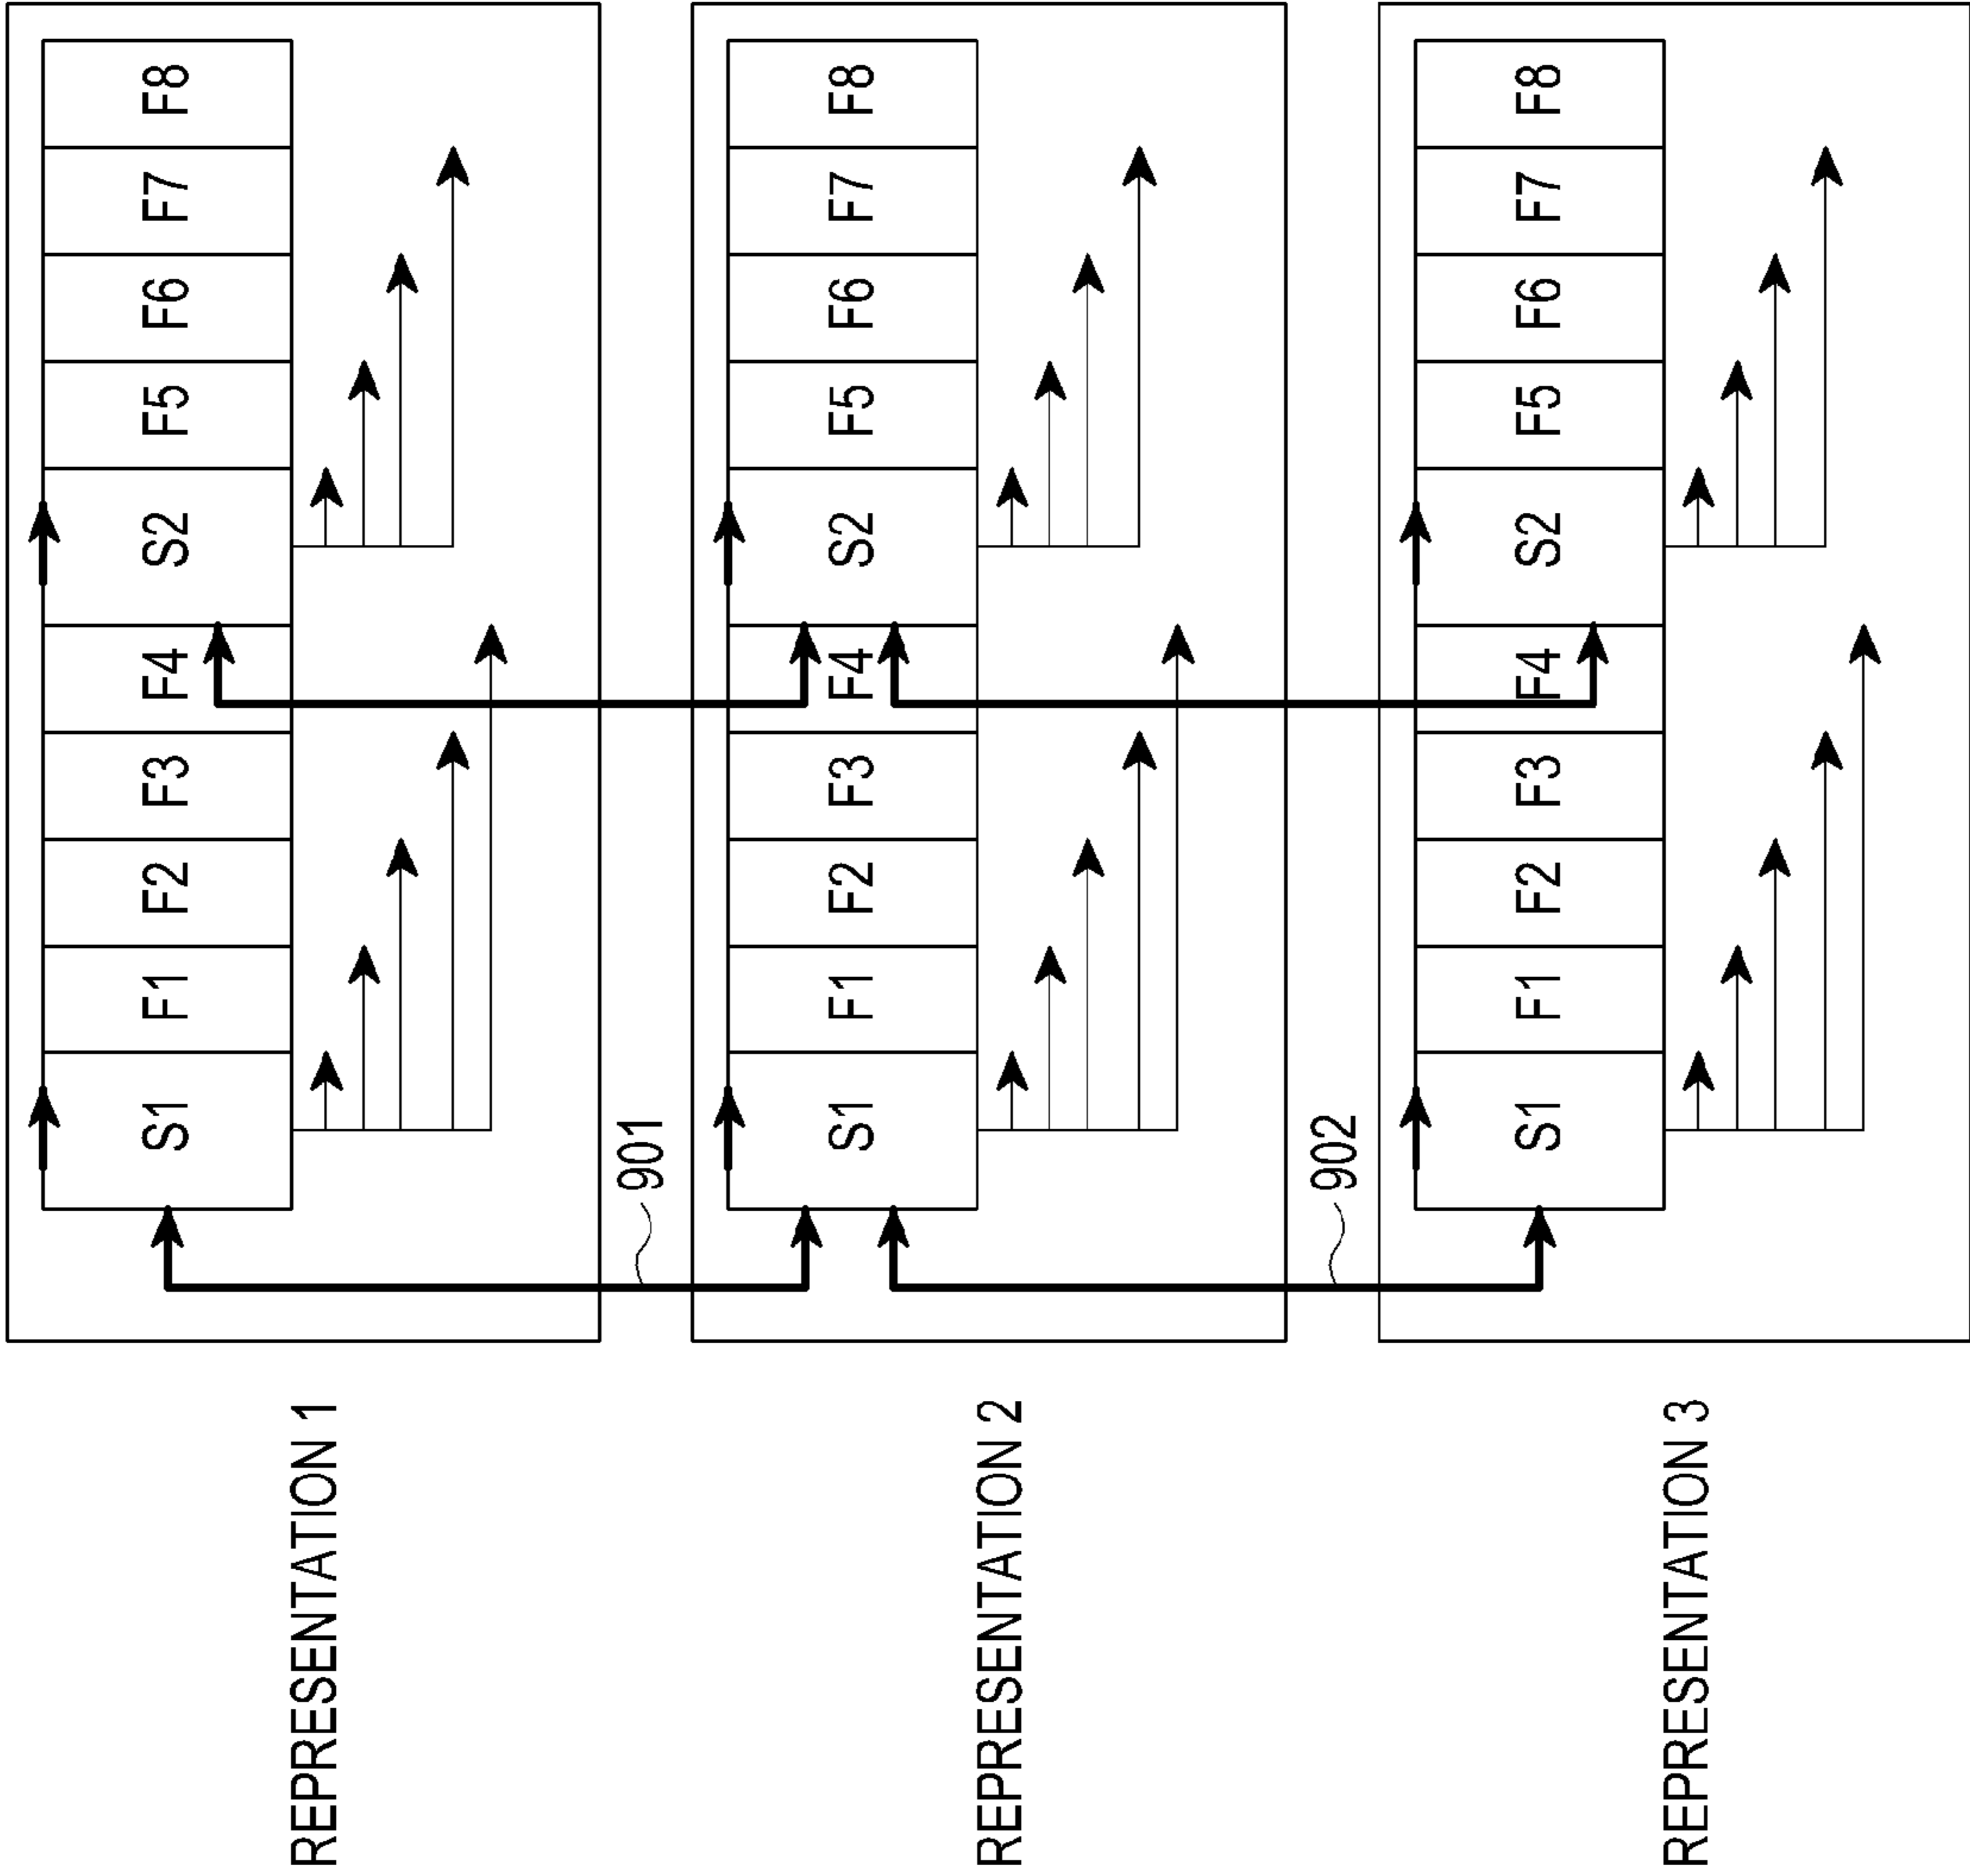 REPRESENTATION 1
S1 F1 F2 F3 F4 S2 F5 F6 F7 F8
901
REPRESENTATION 2
S1 F1 F2 F3 F4 S2 F5 F6 F7 F8
902
REPRESENTATION 3
S1 F1 F2 F3 F4 S2 F5 F6 F7 F8